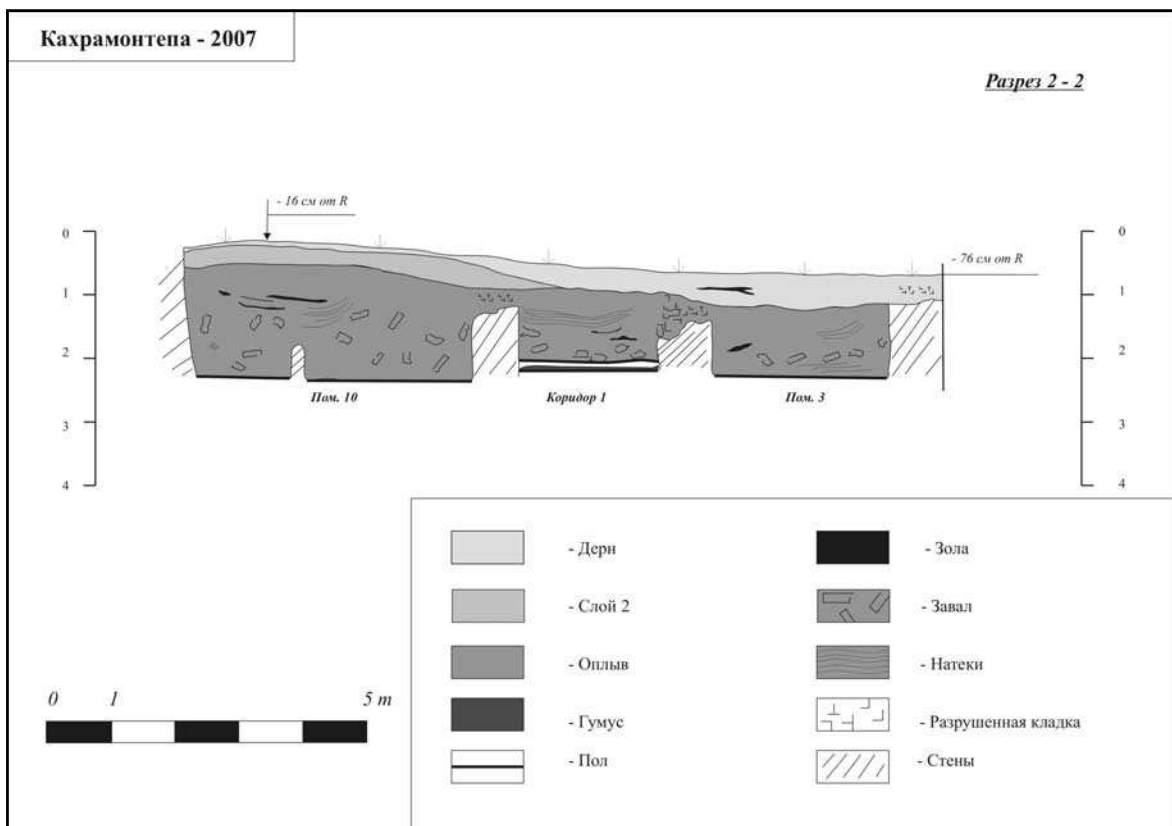 Кахрамонтепа - 2007
Разрез 2 - 2
- 16 см от R
- 76 см от R
0
1
2
3
4
0
1
2
3
4
Пом. 10
Коридор 1
Пом. 3
- Дерн
- Слой 2
- Оплыв
- Гумус
- Пол
- Зола
- Завал
- Натеки
- Разрушенная кладка
- Стены
0 1 5 m